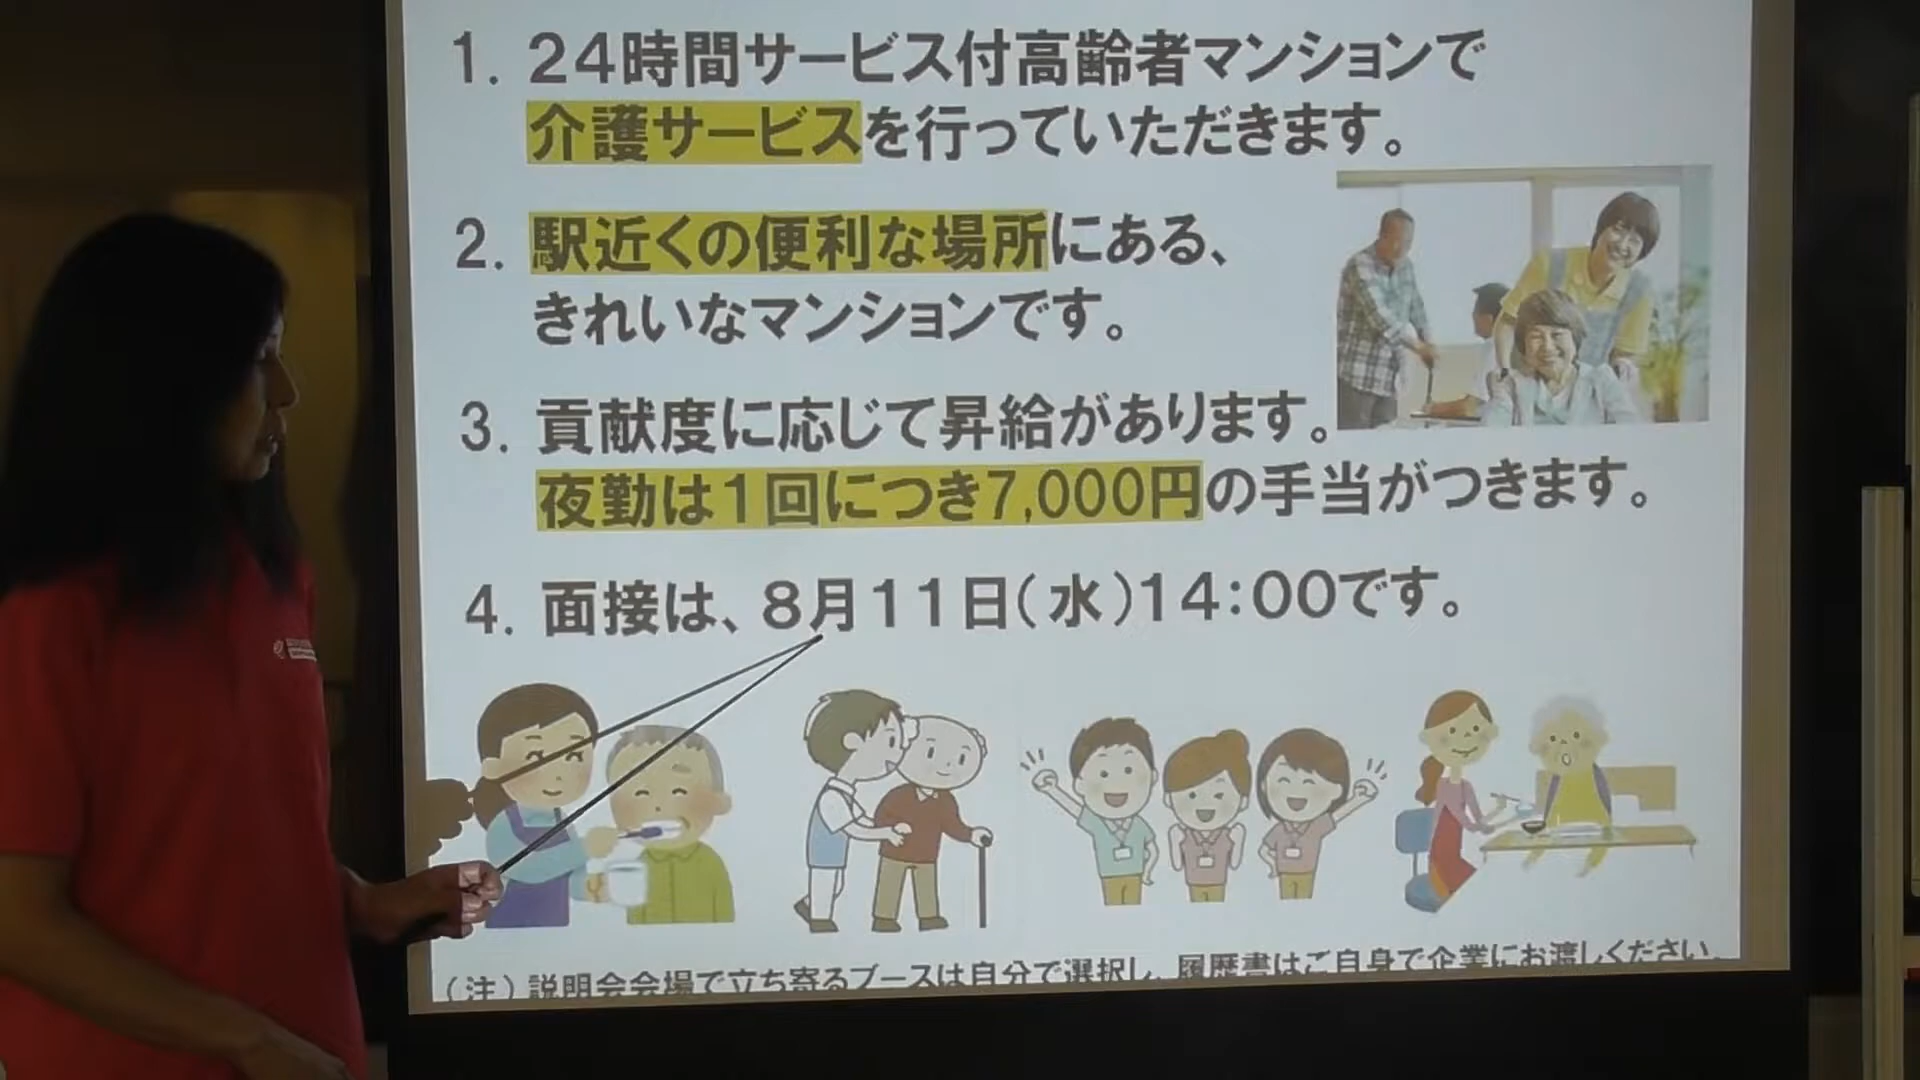 1. 24時間サービス付高齢者マンションで
介護サービスを行っていただきます。
2. 駅近くの便利な場所にある、
きれいなマンションです。
3. 貢献度に応じて昇給があります。
夜勤は1回につき7,000円の手当がつきます。
4. 面接は、8月11日(水)14:00です。
(注)説明会会場で立ち寄るブースは自分で選択し、履歴書はご自身で企業にお渡しください。